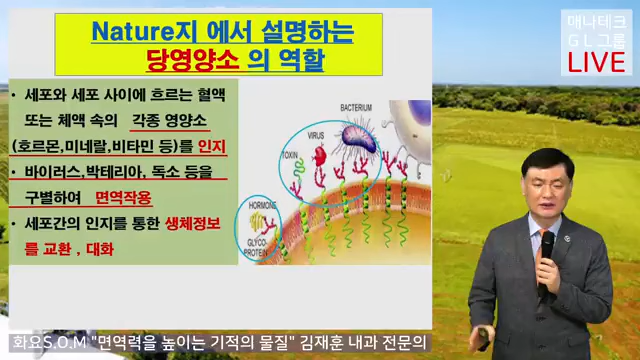 Nature지 에서 설명하는
당영양소 의 역할
매나테크
G L 그룹
LIVE
• 세포와 세포 사이에 흐르는 혈액
또는 체액 속의 각종 영양소
(호르몬,미네랄,비타민 등)를 인지
• 바이러스,박테리아, 독소 등을
구별하여 면역작용
• 세포간의 인지를 통한 생체정보
를 교환 , 대화
BACTERIUM
VIRUS
TOXIN
HORMONE
GLYCO-
PROTEIN
화요S.O.M "면역력을 높이는 기적의 물질" 김재훈 내과 전문의